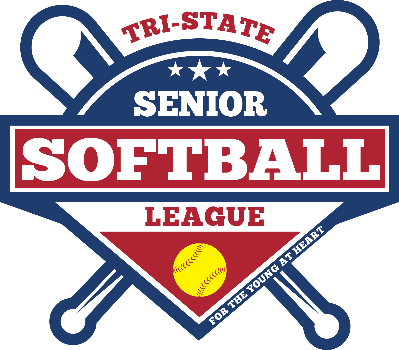 TRI-STATE
SENIOR
SOFTBALL
LEAGUE
FOR THE YOUNG AT HEART